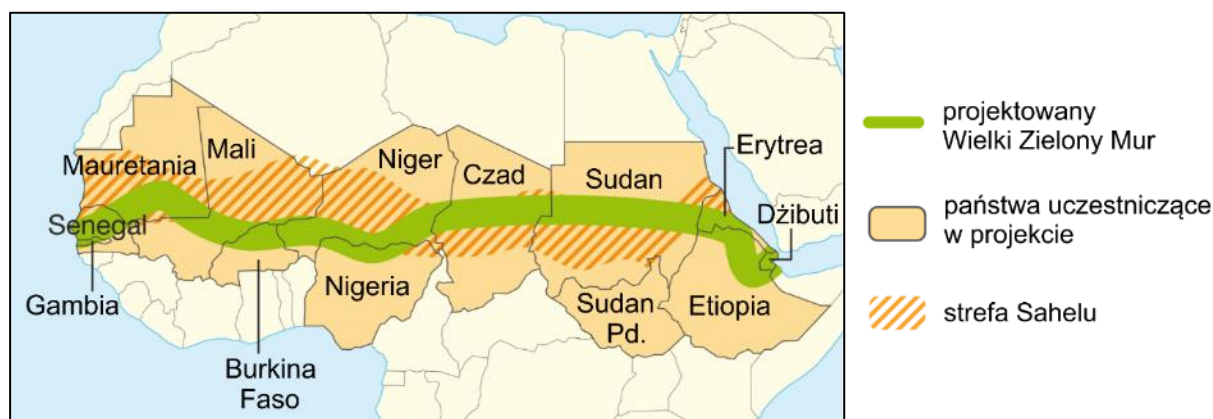 Mauretania
Mali
Niger
Czad
Sudan
Erytrea
Dżibuti
Senegal
Gambia
Burkina
Faso
Nigeria
Sudan
Pd.
Etiopia
projektowany
Wielki Zielony Mur
państwa uczestniczące
w projekcie
strefa Sahelu